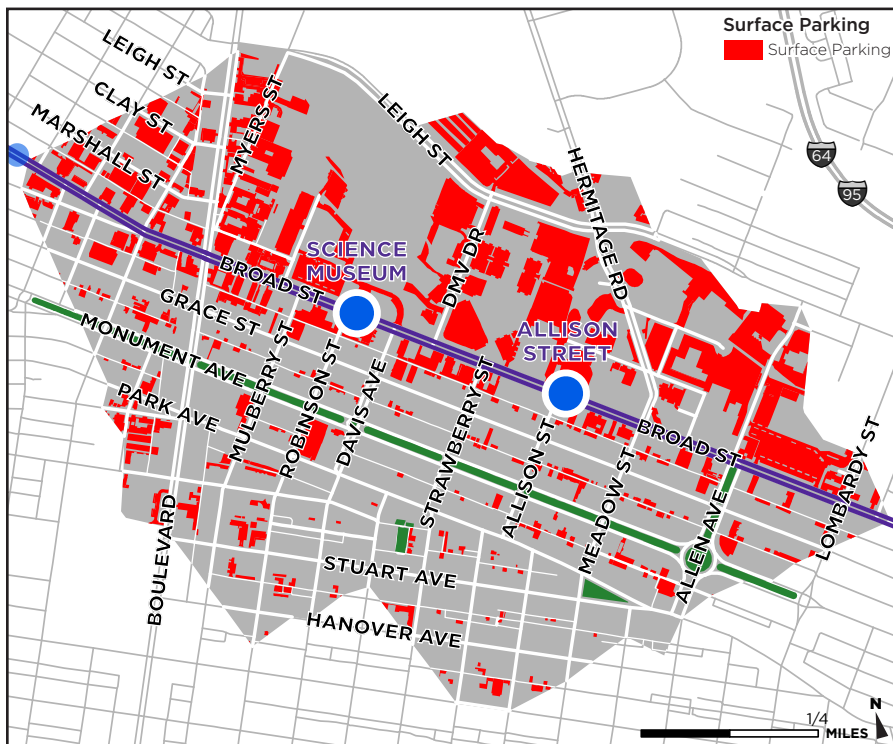 Surface Parking
Surface Parking
LEIGH ST
CLAY ST
MARSHALL ST
MYERS ST
LEIGH ST
HERMITAGE RD
64
95
SCIENCE
MUSEUM
DMV DR
BROAD ST
GRACE ST
MONUMENT AVE
PARK AVE
ALLISON
STREET
MULBERRY ST
ROBINSON ST
DAVIS AVE
STRAWBERRY ST
ALLISON ST
MEADOW ST
BROAD ST
ALLEN AVE
LOMBARDY ST
BOULEVARD
STUART AVE
HANOVER AVE
1/4
MILES
N